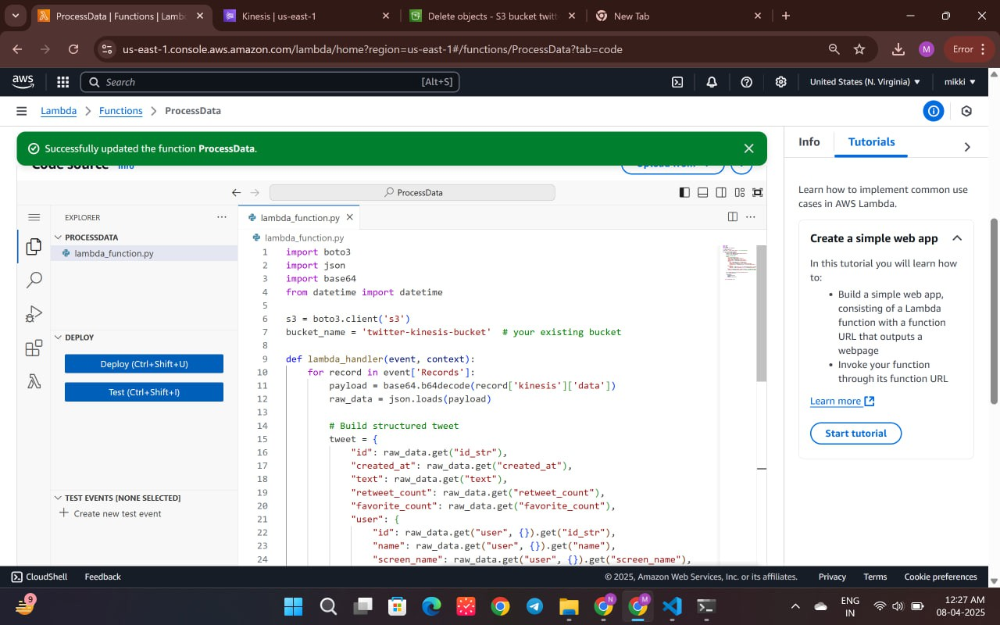 ProcessData | Functions | Lamb
Kinesis | us-east-1
Delete objects - S3 bucket twitt
New Tab
us-east-1.console.aws.amazon.com/lambda/home?region=us-east-1#/functions/ProcessData?tab=code
M
Error
aws
Search
[Alt+S]
United States (N. Virginia)
mikki
Lambda
Functions
ProcessData
Successfully updated the function ProcessData.
Code source
Info
Upload from
Info
Tutorials
Learn how to implement common use
cases in AWS Lambda.
Create a simple web app
In this tutorial you will learn how
to:
• Build a simple web app,
consisting of a Lambda
function with a function
URL that outputs a
webpage
• Invoke your function
through its function URL
Learn more
Start tutorial
ProcessData
EXPLORER
PROCESSDATA
lambda_function.py
DEPLOY
Deploy (Ctrl+Shift+U)
Test (Ctrl+Shift+I)
TEST EVENTS [NONE SELECTED]
Create new test event
lambda_function.py
lambda_function.py
1 import boto3
2 import json
3 import base64
4 from datetime import datetime
5
6 s3 = boto3.client('s3')
7 bucket_name = 'twitter-kinesis-bucket'  # your existing bucket
8
9 def lambda_handler(event, context):
10     for record in event['Records']:
11         payload = base64.b64decode(record['kinesis']['data'])
12         raw_data = json.loads(payload)
13
14         # Build structured tweet
15         tweet = {
16             "id": raw_data.get("id_str"),
17             "created_at": raw_data.get("created_at"),
18             "text": raw_data.get("text"),
19             "retweet_count": raw_data.get("retweet_count"),
20             "favorite_count": raw_data.get("favorite_count"),
21             "user": {
22                 "id": raw_data.get("user", {}).get("id_str"),
23                 "name": raw_data.get("user", {}).get("name"),
24                 "screen_name": raw_data.get("user", {}).get("screen_name"),
CloudShell
Feedback
© 2025, Amazon Web Services, Inc. or its affiliates.
Privacy
Terms
Cookie preferences
9
N
M
ENG
IN
12:27 AM
08-04-2025